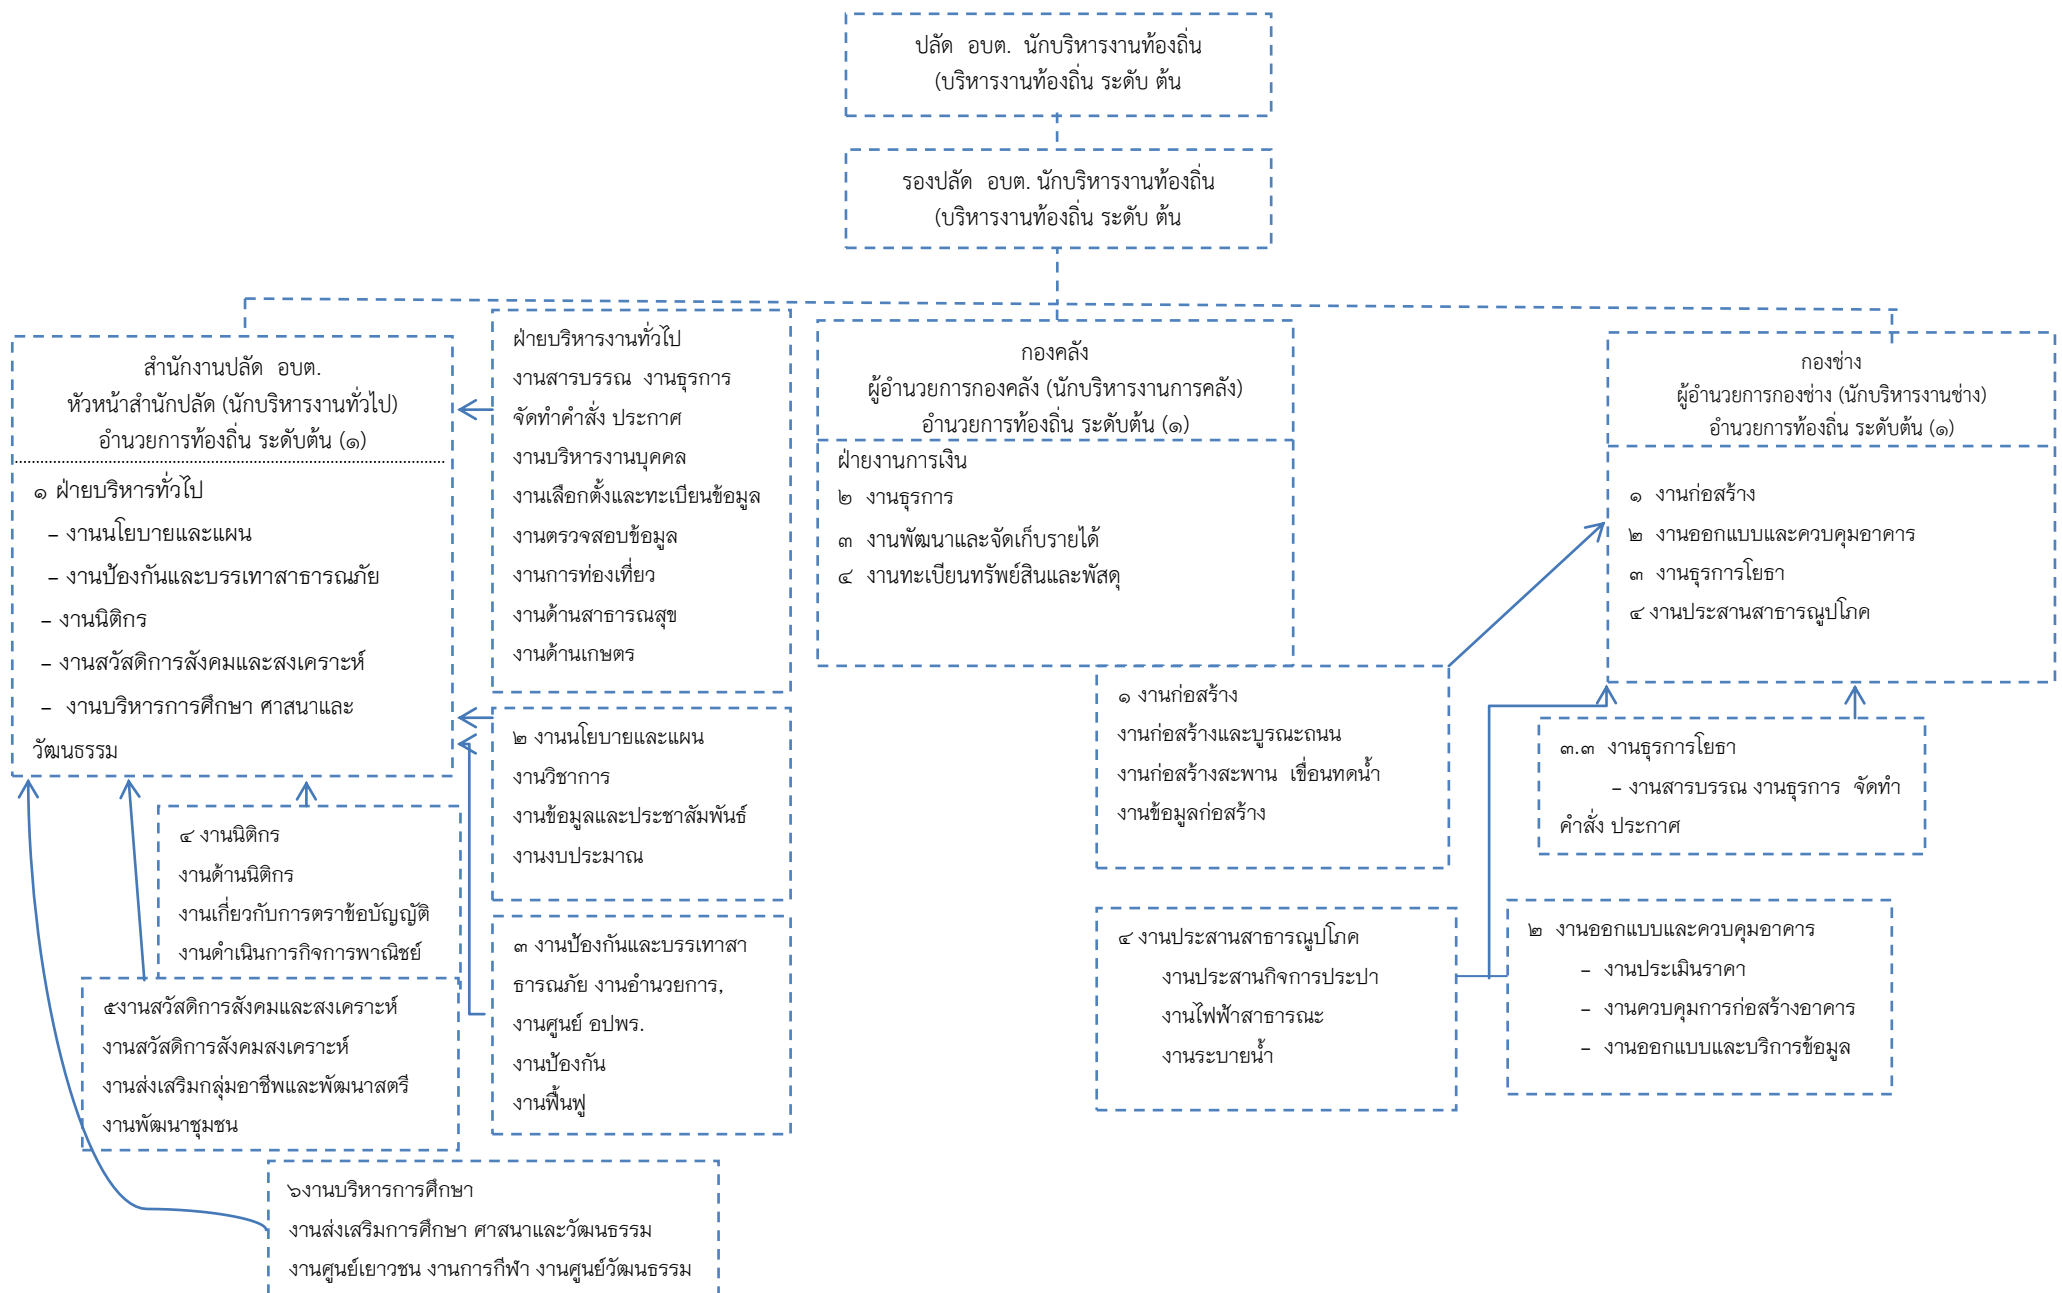 ปลัด อบต. นักบริหารงานท้องถิ่น
(บริหารงานท้องถิ่น ระดับ ต้น
รองปลัด อบต. นักบริหารงานท้องถิ่น
(บริหารงานท้องถิ่น ระดับ ต้น
สำนักงานปลัด อบต.
หัวหน้าสำนักปลัด (นักบริหารงานทั่วไป)
อำนวยการท้องถิ่น ระดับต้น (๑)
๑ ฝ่ายบริหารทั่วไป
– งานนโยบายและแผน
– งานป้องกันและบรรเทาสาธารณภัย
– งานนิติกร
– งานสวัสดิการสังคมและสงเคราะห์
– งานบริหารการศึกษา ศาสนาและ
วัฒนธรรม
ฝ่ายบริหารงานทั่วไป
งานสารบรรณ งานธุรการ
จัดทำคำสั่ง ประกาศ
งานบริหารงานบุคคล
งานเลือกตั้งและทะเบียนข้อมูล
งานตรวจสอบข้อมูล
งานการท่องเที่ยว
งานด้านสาธารณสุข
งานด้านเกษตร
กองคลัง
ผู้อำนวยการกองคลัง (นักบริหารงานการคลัง)
อำนวยการท้องถิ่น ระดับต้น (๑)
ฝ่ายงานการเงิน
๒ งานธุรการ
๓ งานพัฒนาและจัดเก็บรายได้
๔ งานทะเบียนทรัพย์สินและพัสดุ
กองช่าง
ผู้อำนวยการกองช่าง (นักบริหารงานช่าง)
อำนวยการท้องถิ่น ระดับต้น (๑)
๑ งานก่อสร้าง
๒ งานออกแบบและควบคุมอาคาร
๓ งานธุรการโยธา
๔ งานประสานสาธารณูปโภค
๒ งานนโยบายและแผน
งานวิชาการ
งานข้อมูลและประชาสัมพันธ์
งานงบประมาณ
๑ งานก่อสร้าง
งานก่อสร้างและบูรณะถนน
งานก่อสร้างสะพาน เขื่อนทดน้ำ
งานข้อมูลก่อสร้าง
๓.๓ งานธุรการโยธา
– งานสารบรรณ งานธุรการ จัดทำ
คำสั่ง ประกาศ
๔ งานนิติกร
งานด้านนิติกร
งานเกี่ยวกับการตราข้อบัญญัติ
งานดำเนินการกิจการพาณิชย์
๓ งานป้องกันและบรรเทาสา
ธารณภัย งานอำนวยการ,
งานศูนย์ อปพร.
งานป้องกัน
งานฟื้นฟู
๔ งานประสานสาธารณูปโภค
งานประสานกิจการประปา
งานไฟฟ้าสาธารณะ
งานระบายน้ำ
๒ งานออกแบบและควบคุมอาคาร
– งานประเมินราคา
– งานควบคุมการก่อสร้างอาคาร
– งานออกแบบและบริการข้อมูล
๕งานสวัสดิการสังคมและสงเคราะห์
งานสวัสดิการสังคมสงเคราะห์
งานส่งเสริมกลุ่มอาชีพและพัฒนาสตรี
งานพัฒนาชุมชน
๖งานบริหารการศึกษา
งานส่งเสริมการศึกษา ศาสนาและวัฒนธรรม
งานศูนย์เยาวชน งานการกีฬา งานศูนย์วัฒนธรรม